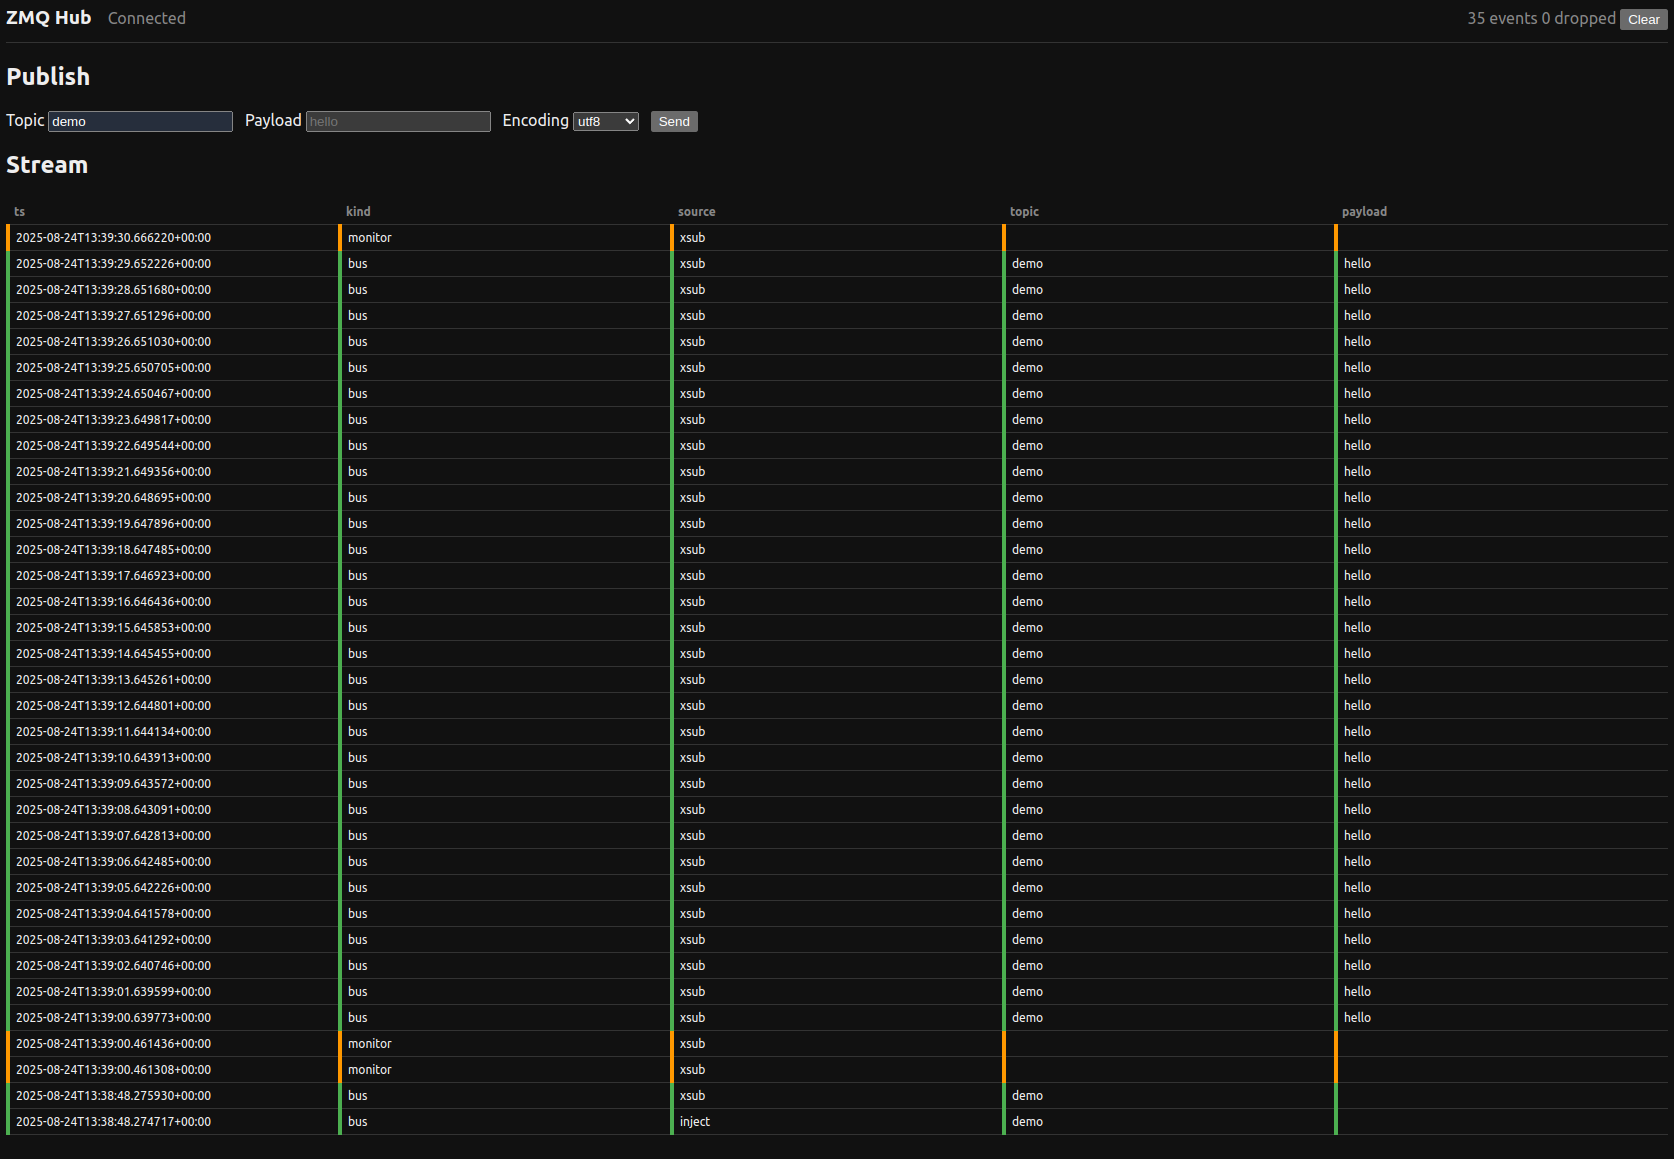 ZMQ Hub Connected 35 events 0 dropped Clear
Publish
Topic demo Payload hello Encoding utf8 Send
Stream
ts kind source topic payload
2025-08-24T13:39:30.666220+00:00 monitor xsub
2025-08-24T13:39:29.652226+00:00 bus xsub demo hello
2025-08-24T13:39:28.651680+00:00 bus xsub demo hello
2025-08-24T13:39:27.651296+00:00 bus xsub demo hello
2025-08-24T13:39:26.651030+00:00 bus xsub demo hello
2025-08-24T13:39:25.650705+00:00 bus xsub demo hello
2025-08-24T13:39:24.650467+00:00 bus xsub demo hello
2025-08-24T13:39:23.649817+00:00 bus xsub demo hello
2025-08-24T13:39:22.649544+00:00 bus xsub demo hello
2025-08-24T13:39:21.649356+00:00 bus xsub demo hello
2025-08-24T13:39:20.648695+00:00 bus xsub demo hello
2025-08-24T13:39:19.647896+00:00 bus xsub demo hello
2025-08-24T13:39:18.647485+00:00 bus xsub demo hello
2025-08-24T13:39:17.646923+00:00 bus xsub demo hello
2025-08-24T13:39:16.646436+00:00 bus xsub demo hello
2025-08-24T13:39:15.645853+00:00 bus xsub demo hello
2025-08-24T13:39:14.645455+00:00 bus xsub demo hello
2025-08-24T13:39:13.645261+00:00 bus xsub demo hello
2025-08-24T13:39:12.644801+00:00 bus xsub demo hello
2025-08-24T13:39:11.644134+00:00 bus xsub demo hello
2025-08-24T13:39:10.643913+00:00 bus xsub demo hello
2025-08-24T13:39:09.643572+00:00 bus xsub demo hello
2025-08-24T13:39:08.643091+00:00 bus xsub demo hello
2025-08-24T13:39:07.642813+00:00 bus xsub demo hello
2025-08-24T13:39:06.642485+00:00 bus xsub demo hello
2025-08-24T13:39:05.642226+00:00 bus xsub demo hello
2025-08-24T13:39:04.641578+00:00 bus xsub demo hello
2025-08-24T13:39:03.641292+00:00 bus xsub demo hello
2025-08-24T13:39:02.640746+00:00 bus xsub demo hello
2025-08-24T13:39:01.639599+00:00 bus xsub demo hello
2025-08-24T13:39:00.639773+00:00 bus xsub demo hello
2025-08-24T13:39:00.461436+00:00 monitor xsub
2025-08-24T13:39:00.461308+00:00 monitor xsub
2025-08-24T13:38:48.275930+00:00 bus xsub demo
2025-08-24T13:38:48.274717+00:00 bus inject demo